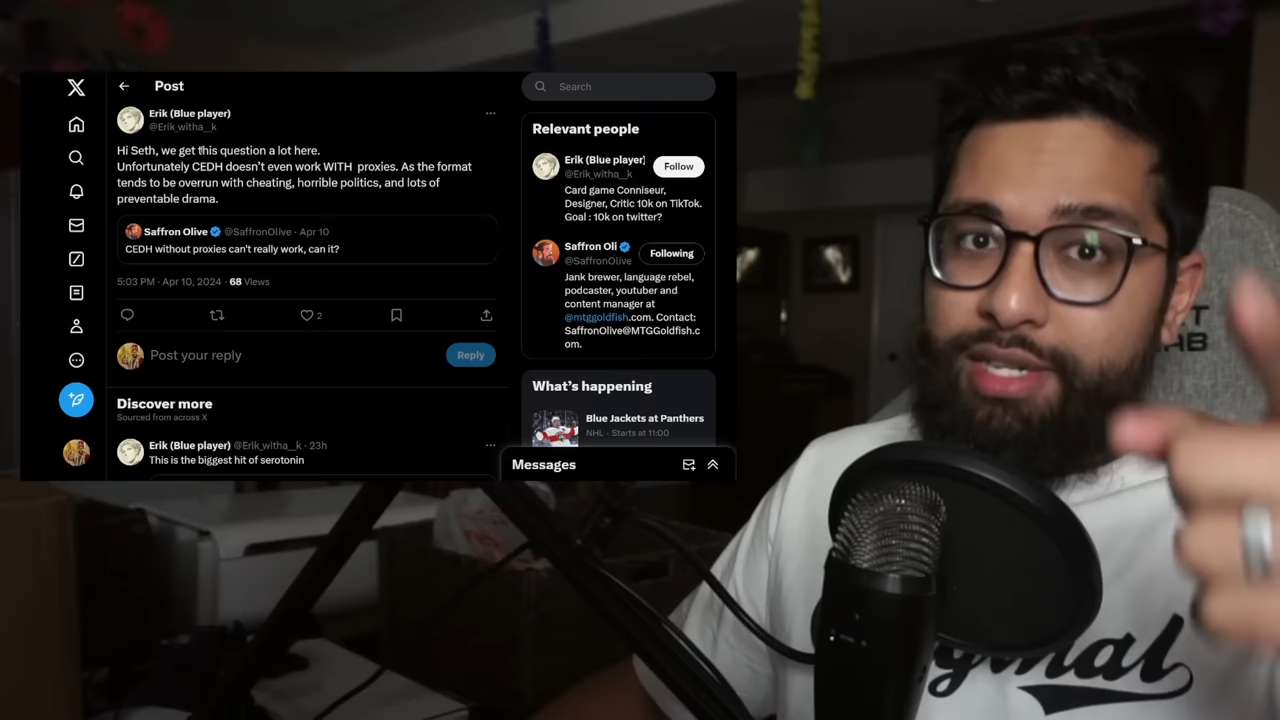 Post
Erik (Blue player)
@Erik_witha__k
Hi Seth, we get this question a lot here.
Unfortunately CEDH doesn't even work WITH proxies. As the format
tends to be overrun with cheating, horrible politics, and lots of
preventable drama.
Saffron Olive @SaffronOlive · Apr 10
CEDH without proxies can't really work, can it?
5:03 PM · Apr 10, 2024 · 68 Views
2
Post your reply
Reply
Discover more
Sourced from across X
Erik (Blue player) @Erik_witha__k · 23h
This is the biggest hit of serotonin
Search
Relevant people
Erik (Blue player)
@Erik_witha__k
Follow
Card game Conniseur,
Designer, Critic 10k on TikTok.
Goal : 10k on twitter?
Saffron Oli
@SaffronOlive
Following
Jank brewer, language rebel,
podcaster, youtuber and
content manager at
@mtggoldfish.com. Contact:
SaffronOlive@MTGGoldfish.c
om.
What's happening
Blue Jackets at Panthers
NHL · Starts at 11:00
Messages